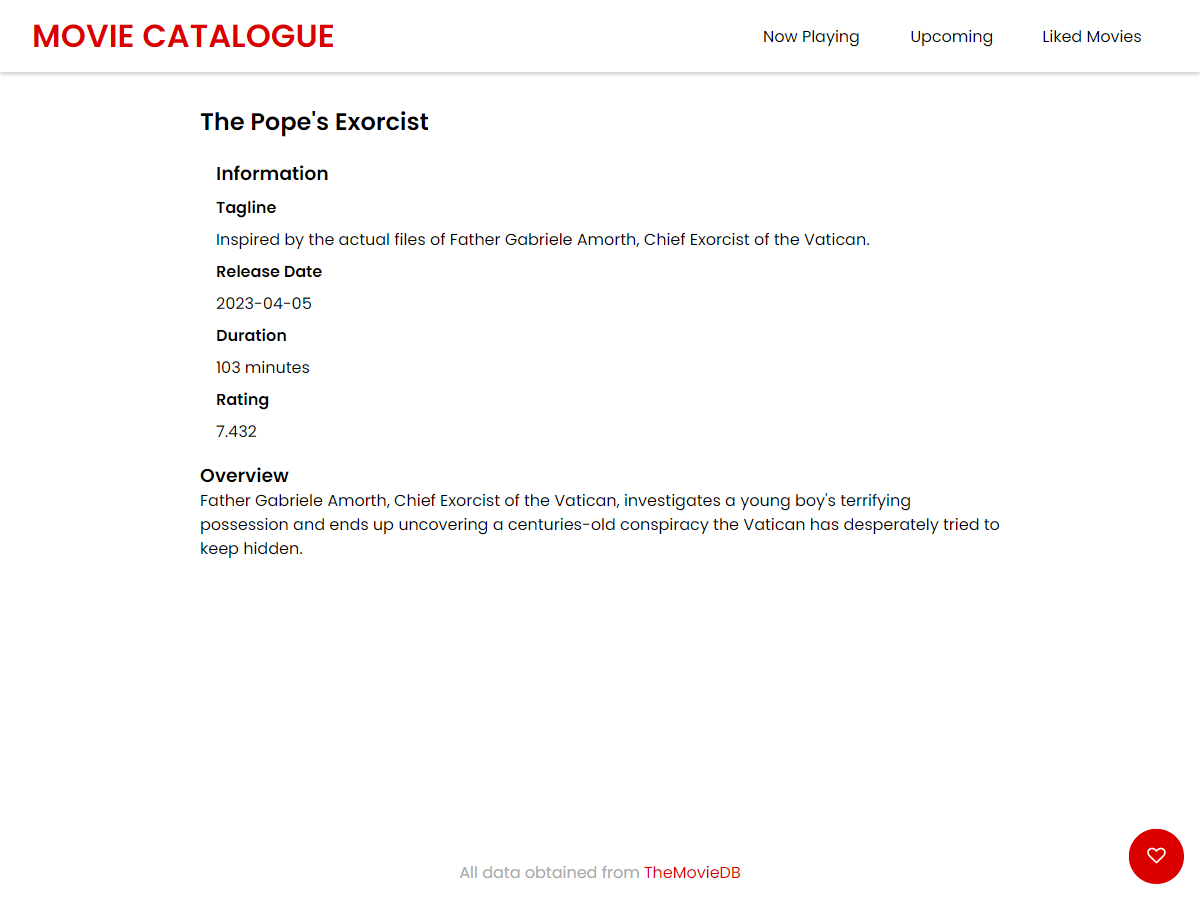 MOVIE CATALOGUE
Now Playing
Upcoming
Liked Movies
The Pope's Exorcist
Information
Tagline
Inspired by the actual files of Father Gabriele Amorth, Chief Exorcist of the Vatican.
Release Date
2023-04-05
Duration
103 minutes
Rating
7.432
Overview
Father Gabriele Amorth, Chief Exorcist of the Vatican, investigates a young boy's terrifying
possession and ends up uncovering a centuries-old conspiracy the Vatican has desperately tried to
keep hidden.
All data obtained from TheMovieDB